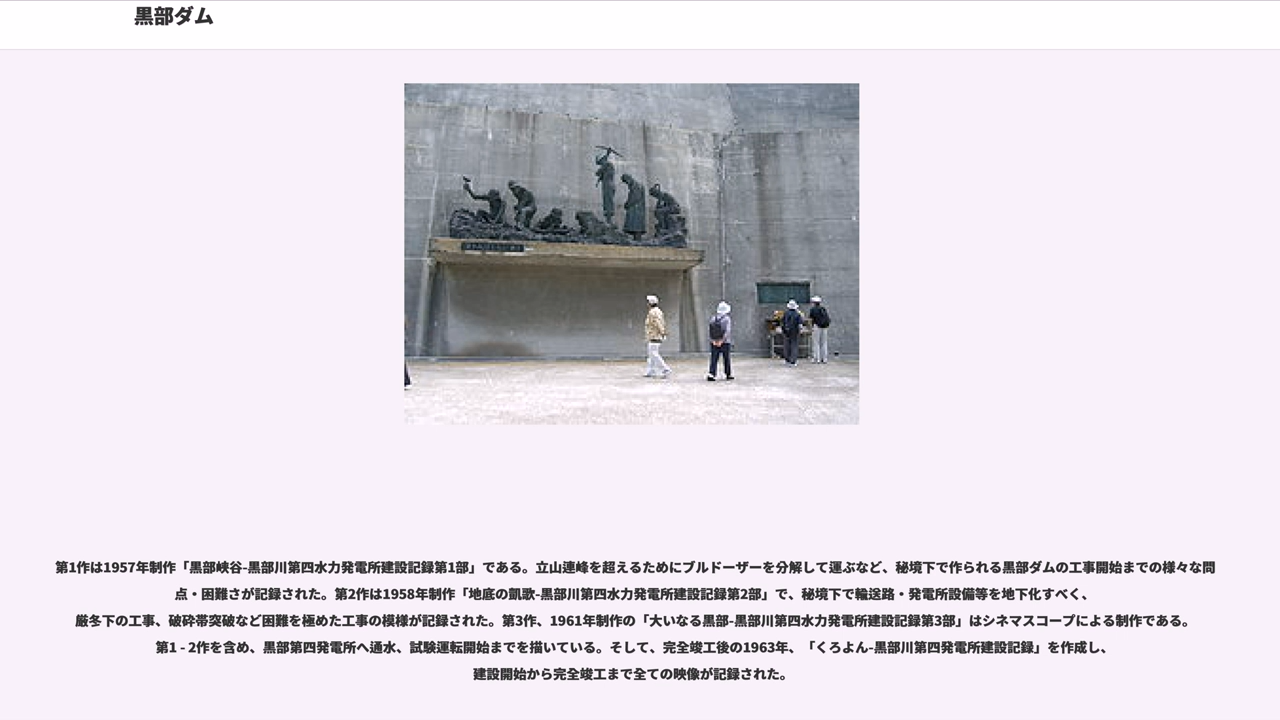 黒部ダム
第1作は1957年制作「黒部峡谷-黒部川第四水力発電所建設記録第1部」である。立山連峰を超えるためにブルドーザーを分解して運ぶなど、秘境下で作られる黒部ダムの工事開始までの様々な問
点・困難さが記録された。第2作は1958年制作「地底の凱歌-黒部川第四水力発電所建設記録第2部」で、秘境下で輸送路・発電所設備等を地下化すべく、
厳冬下の工事、破砕帯突破など困難を極めた工事の模様が記録された。第3作、1961年制作の「大いなる黒部-黒部川第四水力発電所建設記録第3部」はシネマスコープによる制作である。
第1 - 2作を含め、黒部第四発電所へ通水、試験運転開始までを描いている。そして、完全竣工後の1963年、「くろよん-黒部川第四発電所建設記録」を作成し、
建設開始から完全竣工まで全ての映像が記録された。